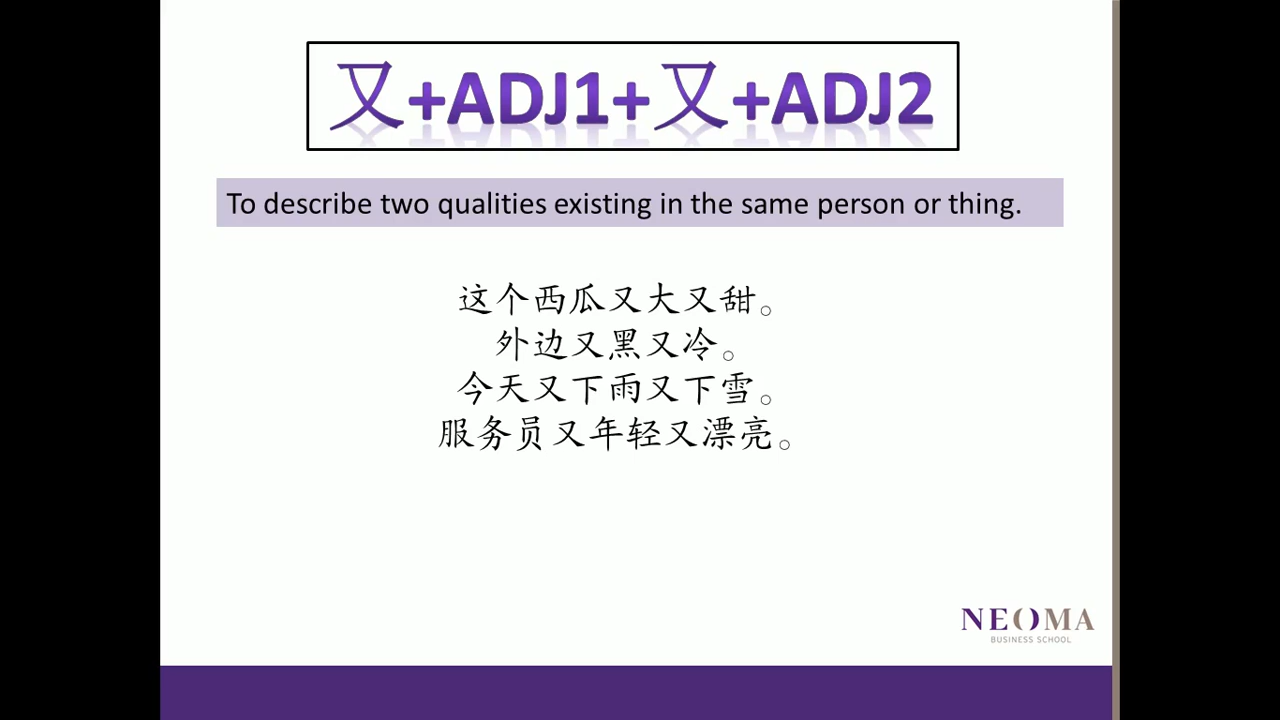 又+ADJ1+又+ADJ2
To describe two qualities existing in the same person or thing.
这个西瓜又大又甜。
外边又黑又冷。
今天又下雨又下雪。
服务员又年轻又漂亮。
NEOMA
BUSINESS SCHOOL